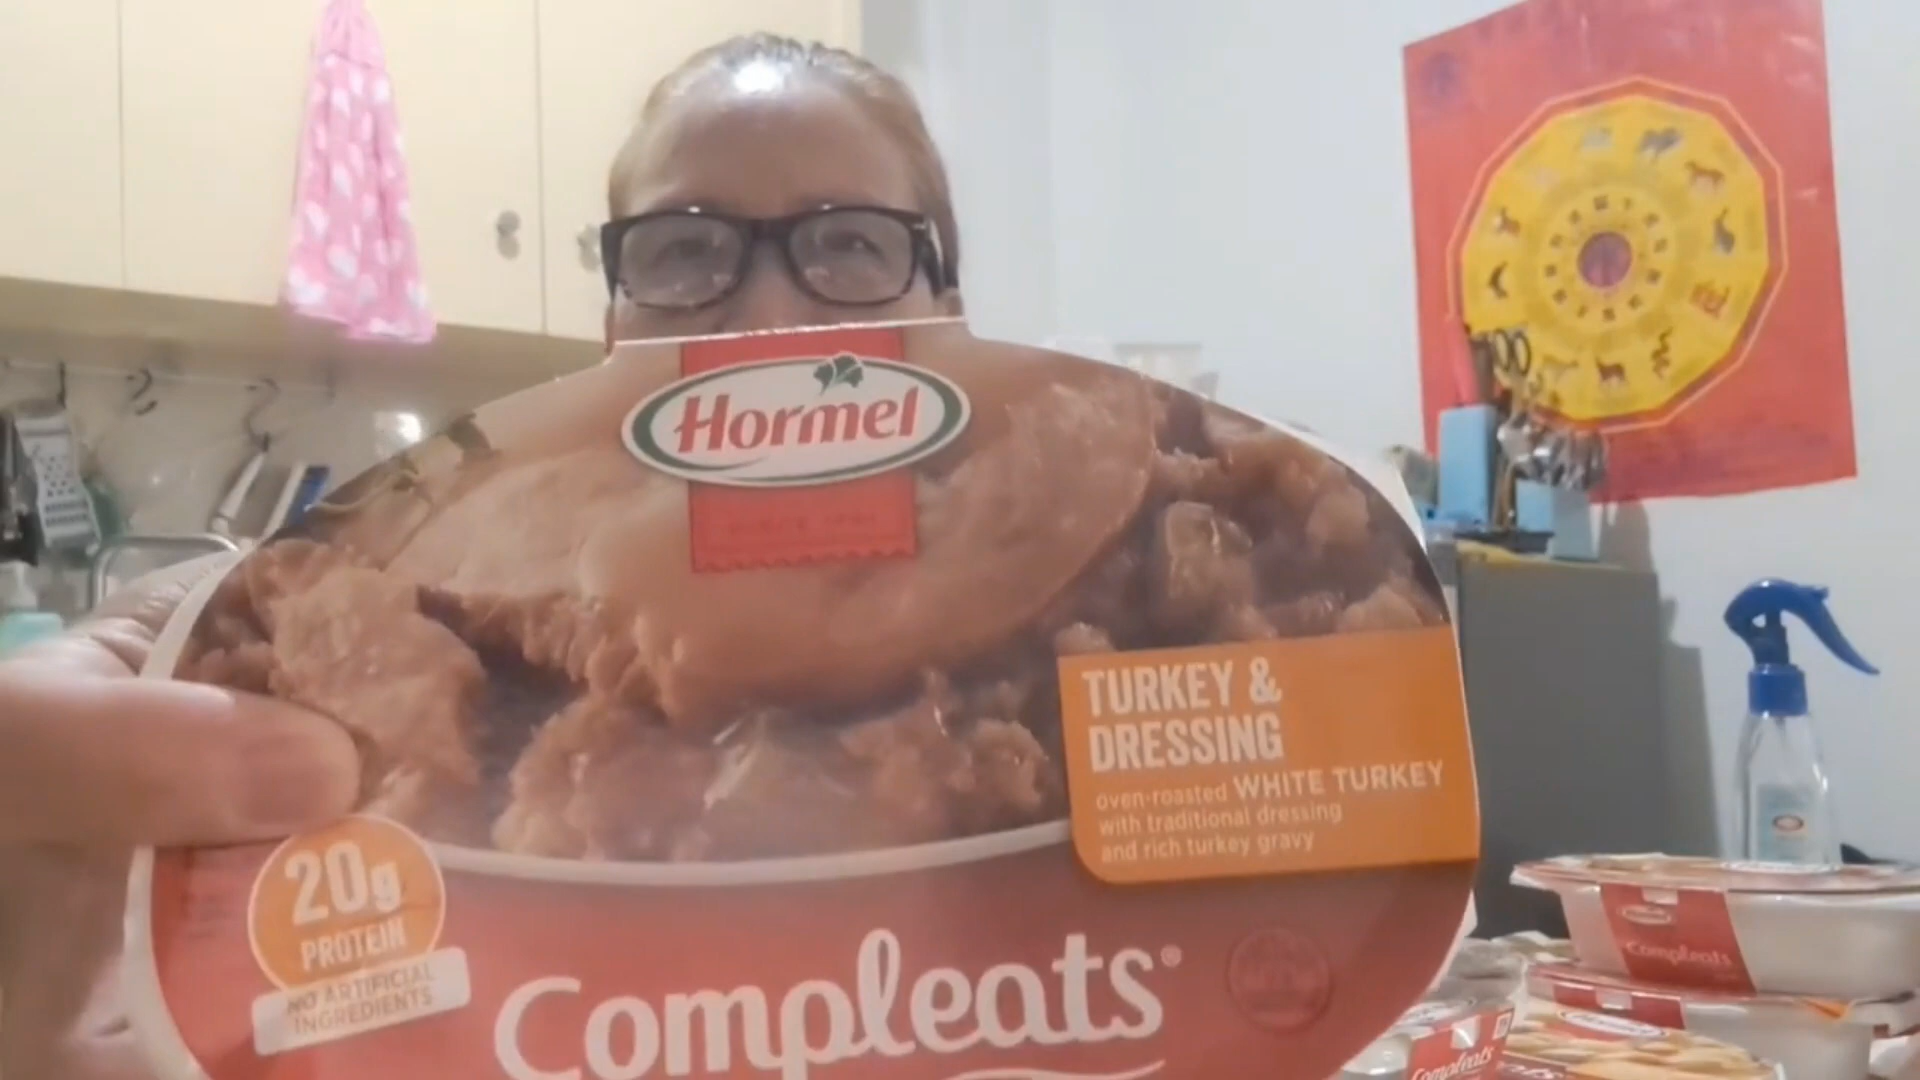 Hormel
TURKEY &
DRESSING
oven-roasted WHITE TURKEY
with traditional dressing
and rich turkey gravy
20g
PROTEIN
NO ARTIFICIAL
INGREDIENTS
Compleats®
Compleats
Compleats